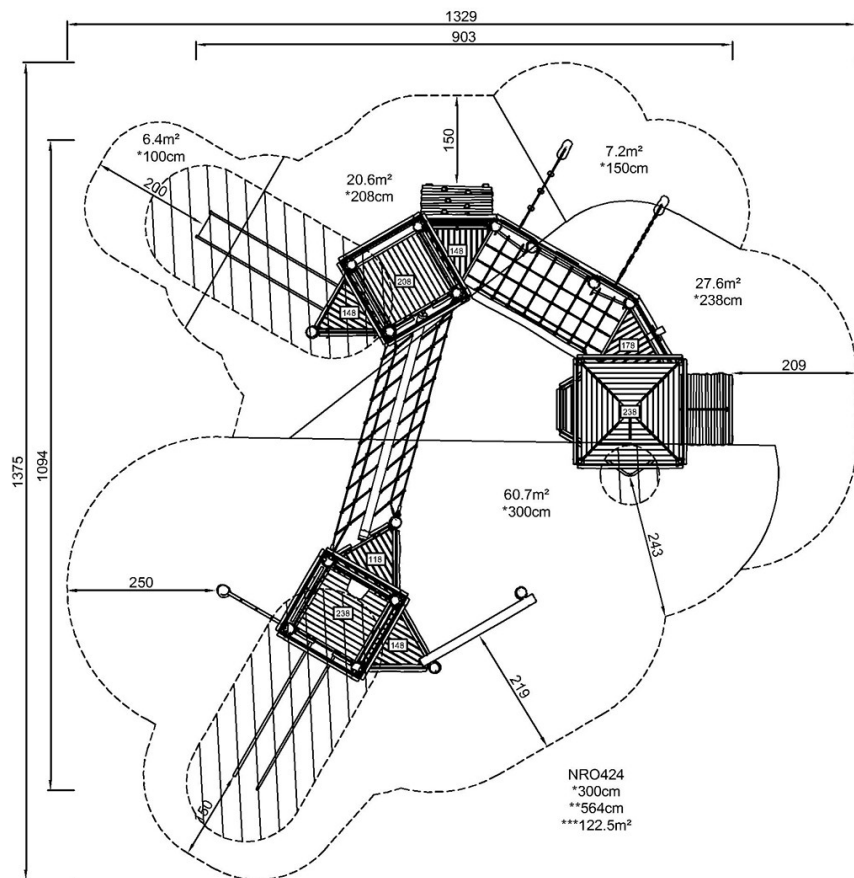 1329
903
6.4m²
*100cm
200
20.6m²
*208cm
150
7.2m²
*150cm
148
208
148
27.6m²
*238cm
178
209
238
1375
1094
60.7m²
*300cm
243
118
250
238
148
219
150
NRO424
*300cm
**564cm
***122.5m²